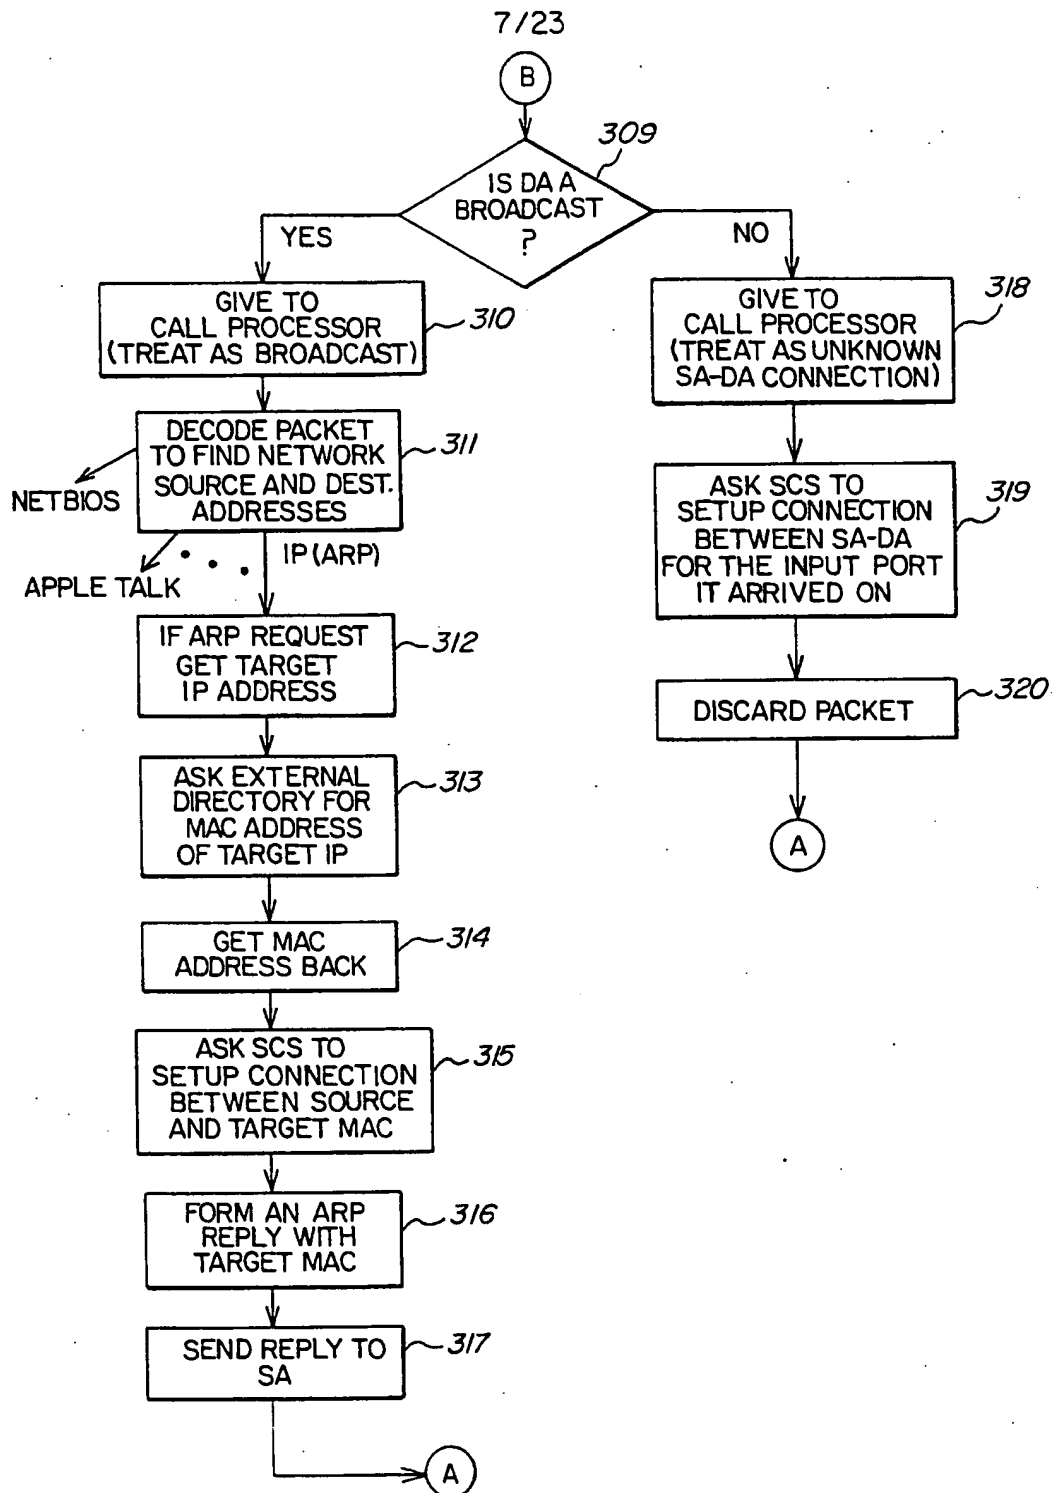 7/23
B
309
IS DA A
BROADCAST
?
YES
NO
GIVE TO
CALL PROCESSOR
(TREAT AS BROADCAST)
310
DECODE PACKET
TO FIND NETWORK
SOURCE AND DEST.
ADDRESSES
311
NETBIOS
APPLE TALK
IP (ARP)
IF ARP REQUEST
GET TARGET
IP ADDRESS
312
ASK EXTERNAL
DIRECTORY FOR
MAC ADDRESS
OF TARGET IP
313
GET MAC
ADDRESS BACK
314
ASK SCS TO
SETUP CONNECTION
BETWEEN SOURCE
AND TARGET MAC
315
FORM AN ARP
REPLY WITH
TARGET MAC
316
SEND REPLY TO
SA
317
A
GIVE TO
CALL PROCESSOR
(TREAT AS UNKNOWN
SA-DA CONNECTION)
318
ASK SCS TO
SETUP CONNECTION
BETWEEN SA-DA
FOR THE INPUT PORT
IT ARRIVED ON
319
DISCARD PACKET
320
A